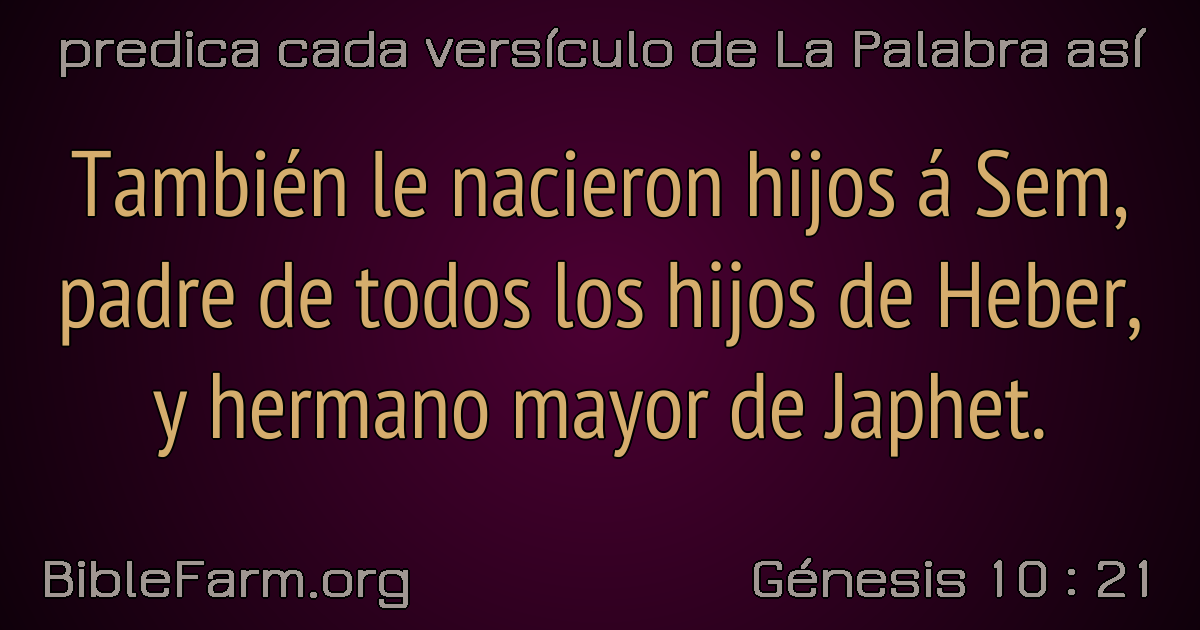 predica cada versículo de La Palabra así
También le nacieron hijos á Sem,
padre de todos los hijos de Heber,
y hermano mayor de Japhet.
BibleFarm.org
Génesis 10 : 21